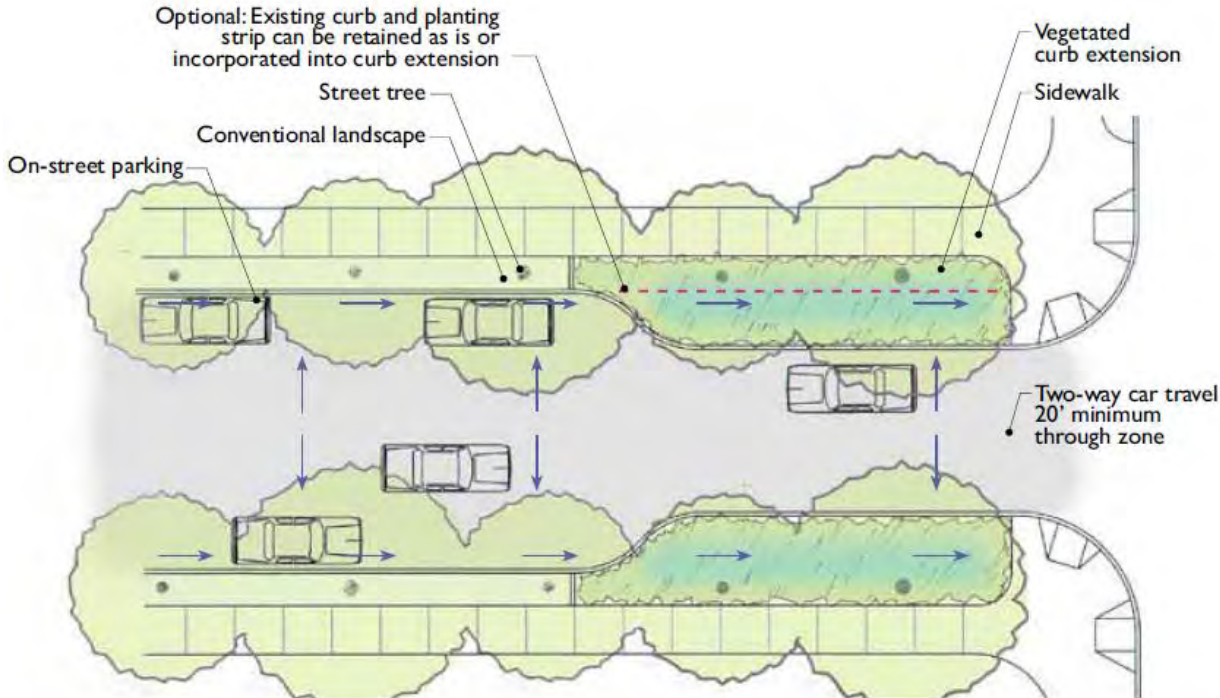 Optional: Existing curb and planting
strip can be retained as is or
incorporated into curb extension
Street tree
Conventional landscape
On-street parking
Vegetated
curb extension
Sidewalk
Two-way car travel
20' minimum
through zone